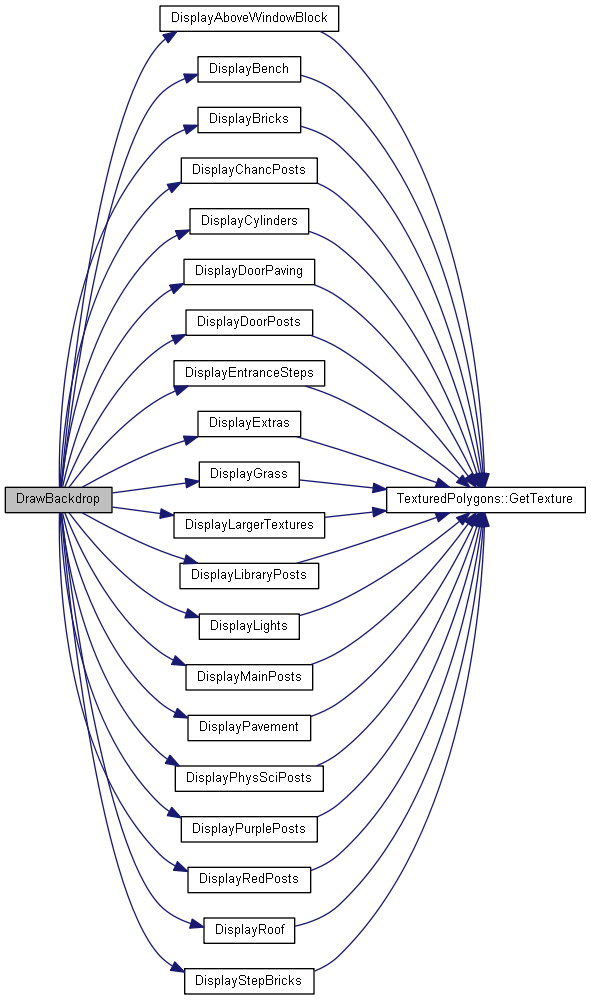 DisplayAboveWindowBlock
DisplayBench
DisplayBricks
DisplayChancPosts
DisplayCylinders
DisplayDoorPaving
DisplayDoorPosts
DisplayEntranceSteps
DisplayExtras
DisplayGrass
DrawBackdrop
TexturedPolygons::GetTexture
DisplayLargerTextures
DisplayLibraryPosts
DisplayLights
DisplayMainPosts
DisplayPavement
DisplayPhysSciPosts
DisplayPurplePosts
DisplayRedPosts
DisplayRoof
DisplayStepBricks